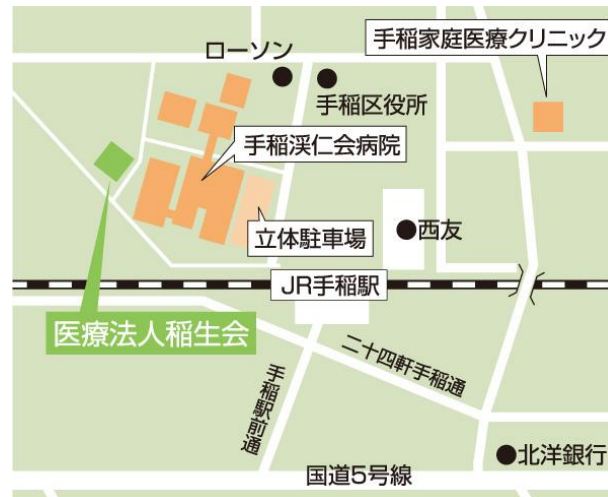 ローソン
手稲家庭医療クリニック
手稲区役所
手稲渓仁会病院
立体駐車場
西友
JR手稲駅
医療法人稲生会
二十四軒手稲通
手稲駅前通
北洋銀行
国道5号線